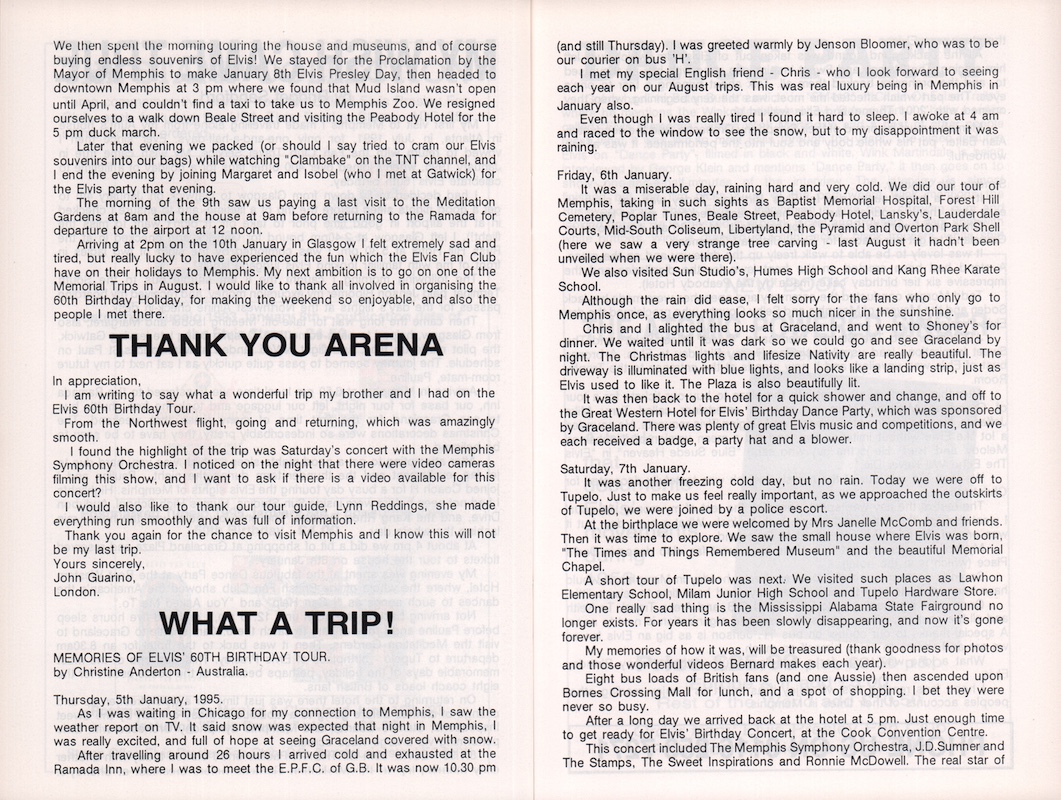 We then spent the morning touring the house and museums, and of course
buying endless souvenirs of Elvis! We stayed for the Proclamation by the
Mayor of Memphis to make January 8th Elvis Presley Day, then headed to
downtown Memphis at 3 pm where we found that Mud Island wasn't open
until April, and couldn't find a taxi to take us to Memphis Zoo. We resigned
ourselves to a walk down Beale Street and visiting the Peabody Hotel for the
5 pm duck march.
Later that evening we packed (or should I say tried to cram our Elvis
souvenirs into our bags) while watching "Clambake" on the TNT channel, and
I end the evening by joining Margaret and Isobel (who I met at Gatwick) for
the Elvis party that evening.
The morning of the 9th saw us paying a last visit to the Meditation
Gardens at 8am and the house at 9am before returning to the Ramada for
departure to the airport at 12 noon.
Arriving at 2pm on the 10th January in Glasgow I felt extremely sad and
tired, but really lucky to have experienced the fun which the Elvis Fan Club
have on their holidays to Memphis. My next ambition is to go on one of the
Memorial Trips in August. I would like to thank all involved in organising the
60th Birthday Holiday, for making the weekend so enjoyable, and also the
people I met there.
THANK YOU ARENA
In appreciation,
I am writing to say what a wonderful trip my brother and I had on the
Elvis 60th Birthday Tour.
From the Northwest flight, going and returning, which was amazingly
smooth.
I found the highlight of the trip was Saturday's concert with the Memphis
Symphony Orchestra. I noticed on the night that there were video cameras
filming this show, and I want to ask if there is a video available for this
concert?
I would also like to thank our tour guide, Lynn Reddings, she made
everything run smoothly and was full of information.
Thank you again for the chance to visit Memphis and I know this will not
be my last trip.
Yours sincerely,
John Guarino,
London.
WHAT A TRIP!
MEMORIES OF ELVIS' 60TH BIRTHDAY TOUR.
by Christine Anderton - Australia.
Thursday, 5th January, 1995.
As I was waiting in Chicago for my connection to Memphis, I saw the
weather report on TV. It said snow was expected that night in Memphis, I
was really excited, and full of hope at seeing Graceland covered with snow.
After travelling around 26 hours I arrived cold and exhausted at the
Ramada Inn, where I was to meet the E.P.F.C. of G.B. It was now 10.30 pm
(and still Thursday). I was greeted warmly by Jenson Bloomer, who was to be
our courier on bus 'H'.
I met my special English friend - Chris - who I look forward to seeing
each year on our August trips. This was real luxury being in Memphis in
January also.
Even though I was really tired I found it hard to sleep. I awoke at 4 am
and raced to the window to see the snow, but to my disappointment it was
raining.
Friday, 6th January.
It was a miserable day, raining hard and very cold. We did our tour of
Memphis, taking in such sights as Baptist Memorial Hospital, Forest Hill
Cemetery, Poplar Tunes, Beale Street, Peabody Hotel, Lansky's, Lauderdale
Courts, Mid-South Coliseum, Libertyland, the Pyramid and Overton Park Shell
(here we saw a very strange tree carving - last August it hadn't been
unveiled when we were there).
We also visited Sun Studio's, Humes High School and Kang Rhee Karate
School.
Although the rain did ease, I felt sorry for the fans who only go to
Memphis once, as everything looks so much nicer in the sunshine.
Chris and I alighted the bus at Graceland, and went to Shoney's for
dinner. We waited until it was dark so we could go and see Graceland by
night. The Christmas lights and lifesize Nativity are really beautiful. The
driveway is illuminated with blue lights, and looks like a landing strip, just as
Elvis used to like it. The Plaza is also beautifully lit.
It was then back to the hotel for a quick shower and change, and off to
the Great Western Hotel for Elvis' Birthday Dance Party, which was sponsored
by Graceland. There was plenty of great Elvis music and competitions, and we
each received a badge, a party hat and a blower.
Saturday, 7th January.
It was another freezing cold day, but no rain. Today we were off to
Tupelo. Just to make us feel really important, as we approached the outskirts
of Tupelo, we were joined by a police escort.
At the birthplace we were welcomed by Mrs Janelle McComb and friends.
Then it was time to explore. We saw the small house where Elvis was born,
"The Times and Things Remembered Museum" and the beautiful Memorial
Chapel.
A short tour of Tupelo was next. We visited such places as Lawhon
Elementary School, Milam Junior High School and Tupelo Hardware Store.
One really sad thing is the Mississippi Alabama State Fairground no
longer exists. For years it has been slowly disappearing, and now it's gone
forever.
My memories of how it was, will be treasured (thank goodness for photos
and those wonderful videos Bernard makes each year).
Eight bus loads of British fans (and one Aussie) then ascended upon
Bornes Crossing Mall for lunch, and a spot of shopping. I bet they were
never so busy.
After a long day we arrived back at the hotel at 5 pm. Just enough time
to get ready for Elvis' Birthday Concert, at the Cook Convention Centre.
This concert included The Memphis Symphony Orchestra, J.D.Sumner and
The Stamps, The Sweet Inspirations and Ronnie McDowell. The real star of